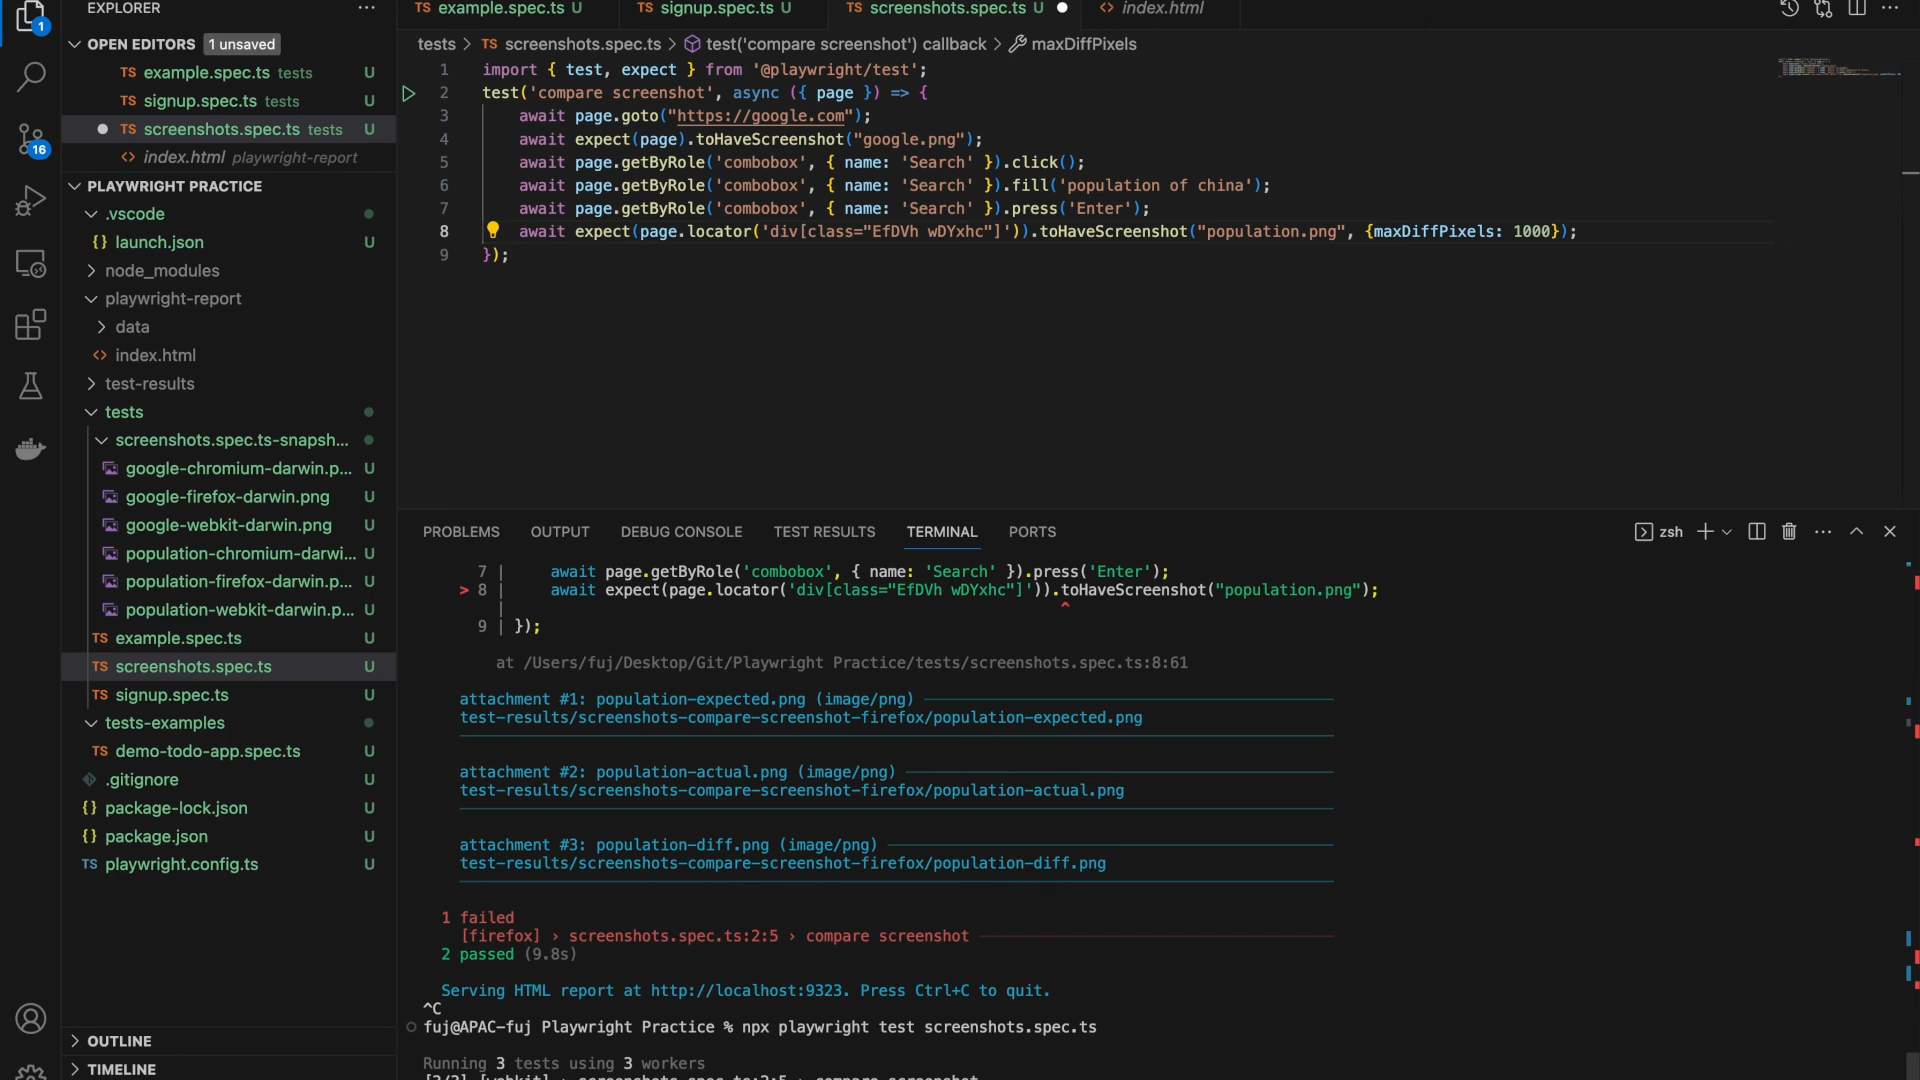 EXPLORER
···
TS example.spec.ts U
TS signup.spec.ts U
TS screenshots.spec.ts U
<> index.html
···
1
OPEN EDITORS 1 unsaved
TS example.spec.ts tests U
TS signup.spec.ts tests U
TS screenshots.spec.ts tests U
<> index.html playwright-report
16
PLAYWRIGHT PRACTICE
.vscode
{} launch.json U
node_modules
playwright-report
data
<> index.html
test-results
tests
screenshots.spec.ts-snapsh...
google-chromium-darwin.p... U
google-firefox-darwin.png U
google-webkit-darwin.png U
population-chromium-darwi... U
population-firefox-darwin.p... U
population-webkit-darwin.p... U
TS example.spec.ts U
TS screenshots.spec.ts U
TS signup.spec.ts U
tests-examples
TS demo-todo-app.spec.ts U
.gitignore U
{} package-lock.json U
{} package.json U
TS playwright.config.ts U
OUTLINE
TIMELINE
tests > TS screenshots.spec.ts > test('compare screenshot') callback > maxDiffPixels
1 import { test, expect } from '@playwright/test';
2 test('compare screenshot', async ({ page }) => {
3 await page.goto("https://google.com");
4 await expect(page).toHaveScreenshot("google.png");
5 await page.getByRole('combobox', { name: 'Search' }).click();
6 await page.getByRole('combobox', { name: 'Search' }).fill('population of china');
7 await page.getByRole('combobox', { name: 'Search' }).press('Enter');
8 await expect(page.locator('div[class="EfDVh wDYxhc"]')).toHaveScreenshot("population.png", {maxDiffPixels: 1000});
9 });
PROBLEMS OUTPUT DEBUG CONSOLE TEST RESULTS TERMINAL PORTS
zsh
···
7 | await page.getByRole('combobox', { name: 'Search' }).press('Enter');
> 8 | await expect(page.locator('div[class="EfDVh wDYxhc"]')).toHaveScreenshot("population.png");
| ^
9 | });
at /Users/fuj/Desktop/Git/Playwright Practice/tests/screenshots.spec.ts:8:61
attachment #1: population-expected.png (image/png)
test-results/screenshots-compare-screenshot-firefox/population-expected.png
attachment #2: population-actual.png (image/png)
test-results/screenshots-compare-screenshot-firefox/population-actual.png
attachment #3: population-diff.png (image/png)
test-results/screenshots-compare-screenshot-firefox/population-diff.png
1 failed
[firefox] › screenshots.spec.ts:2:5 › compare screenshot
2 passed (9.8s)
Serving HTML report at http://localhost:9323. Press Ctrl+C to quit.
^C
fuj@APAC-fuj Playwright Practice % npx playwright test screenshots.spec.ts
Running 3 tests using 3 workers
[3/3] [webkit] › screenshots.spec.ts:2:5 › compare screenshot